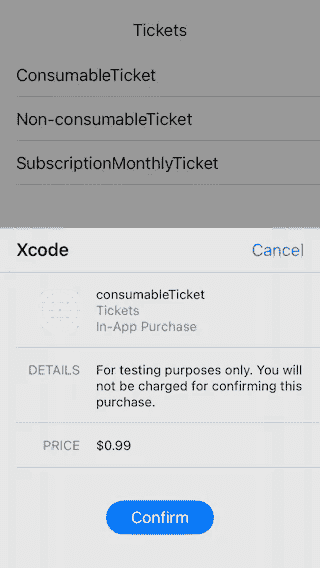 Tickets
ConsumableTicket
Non-consumableTicket
SubscriptionMonthlyTicket
Xcode Cancel
consumableTicket
Tickets
In-App Purchase
DETAILS For testing purposes only. You will
not be charged for confirming this
purchase.
PRICE $0.99
Confirm